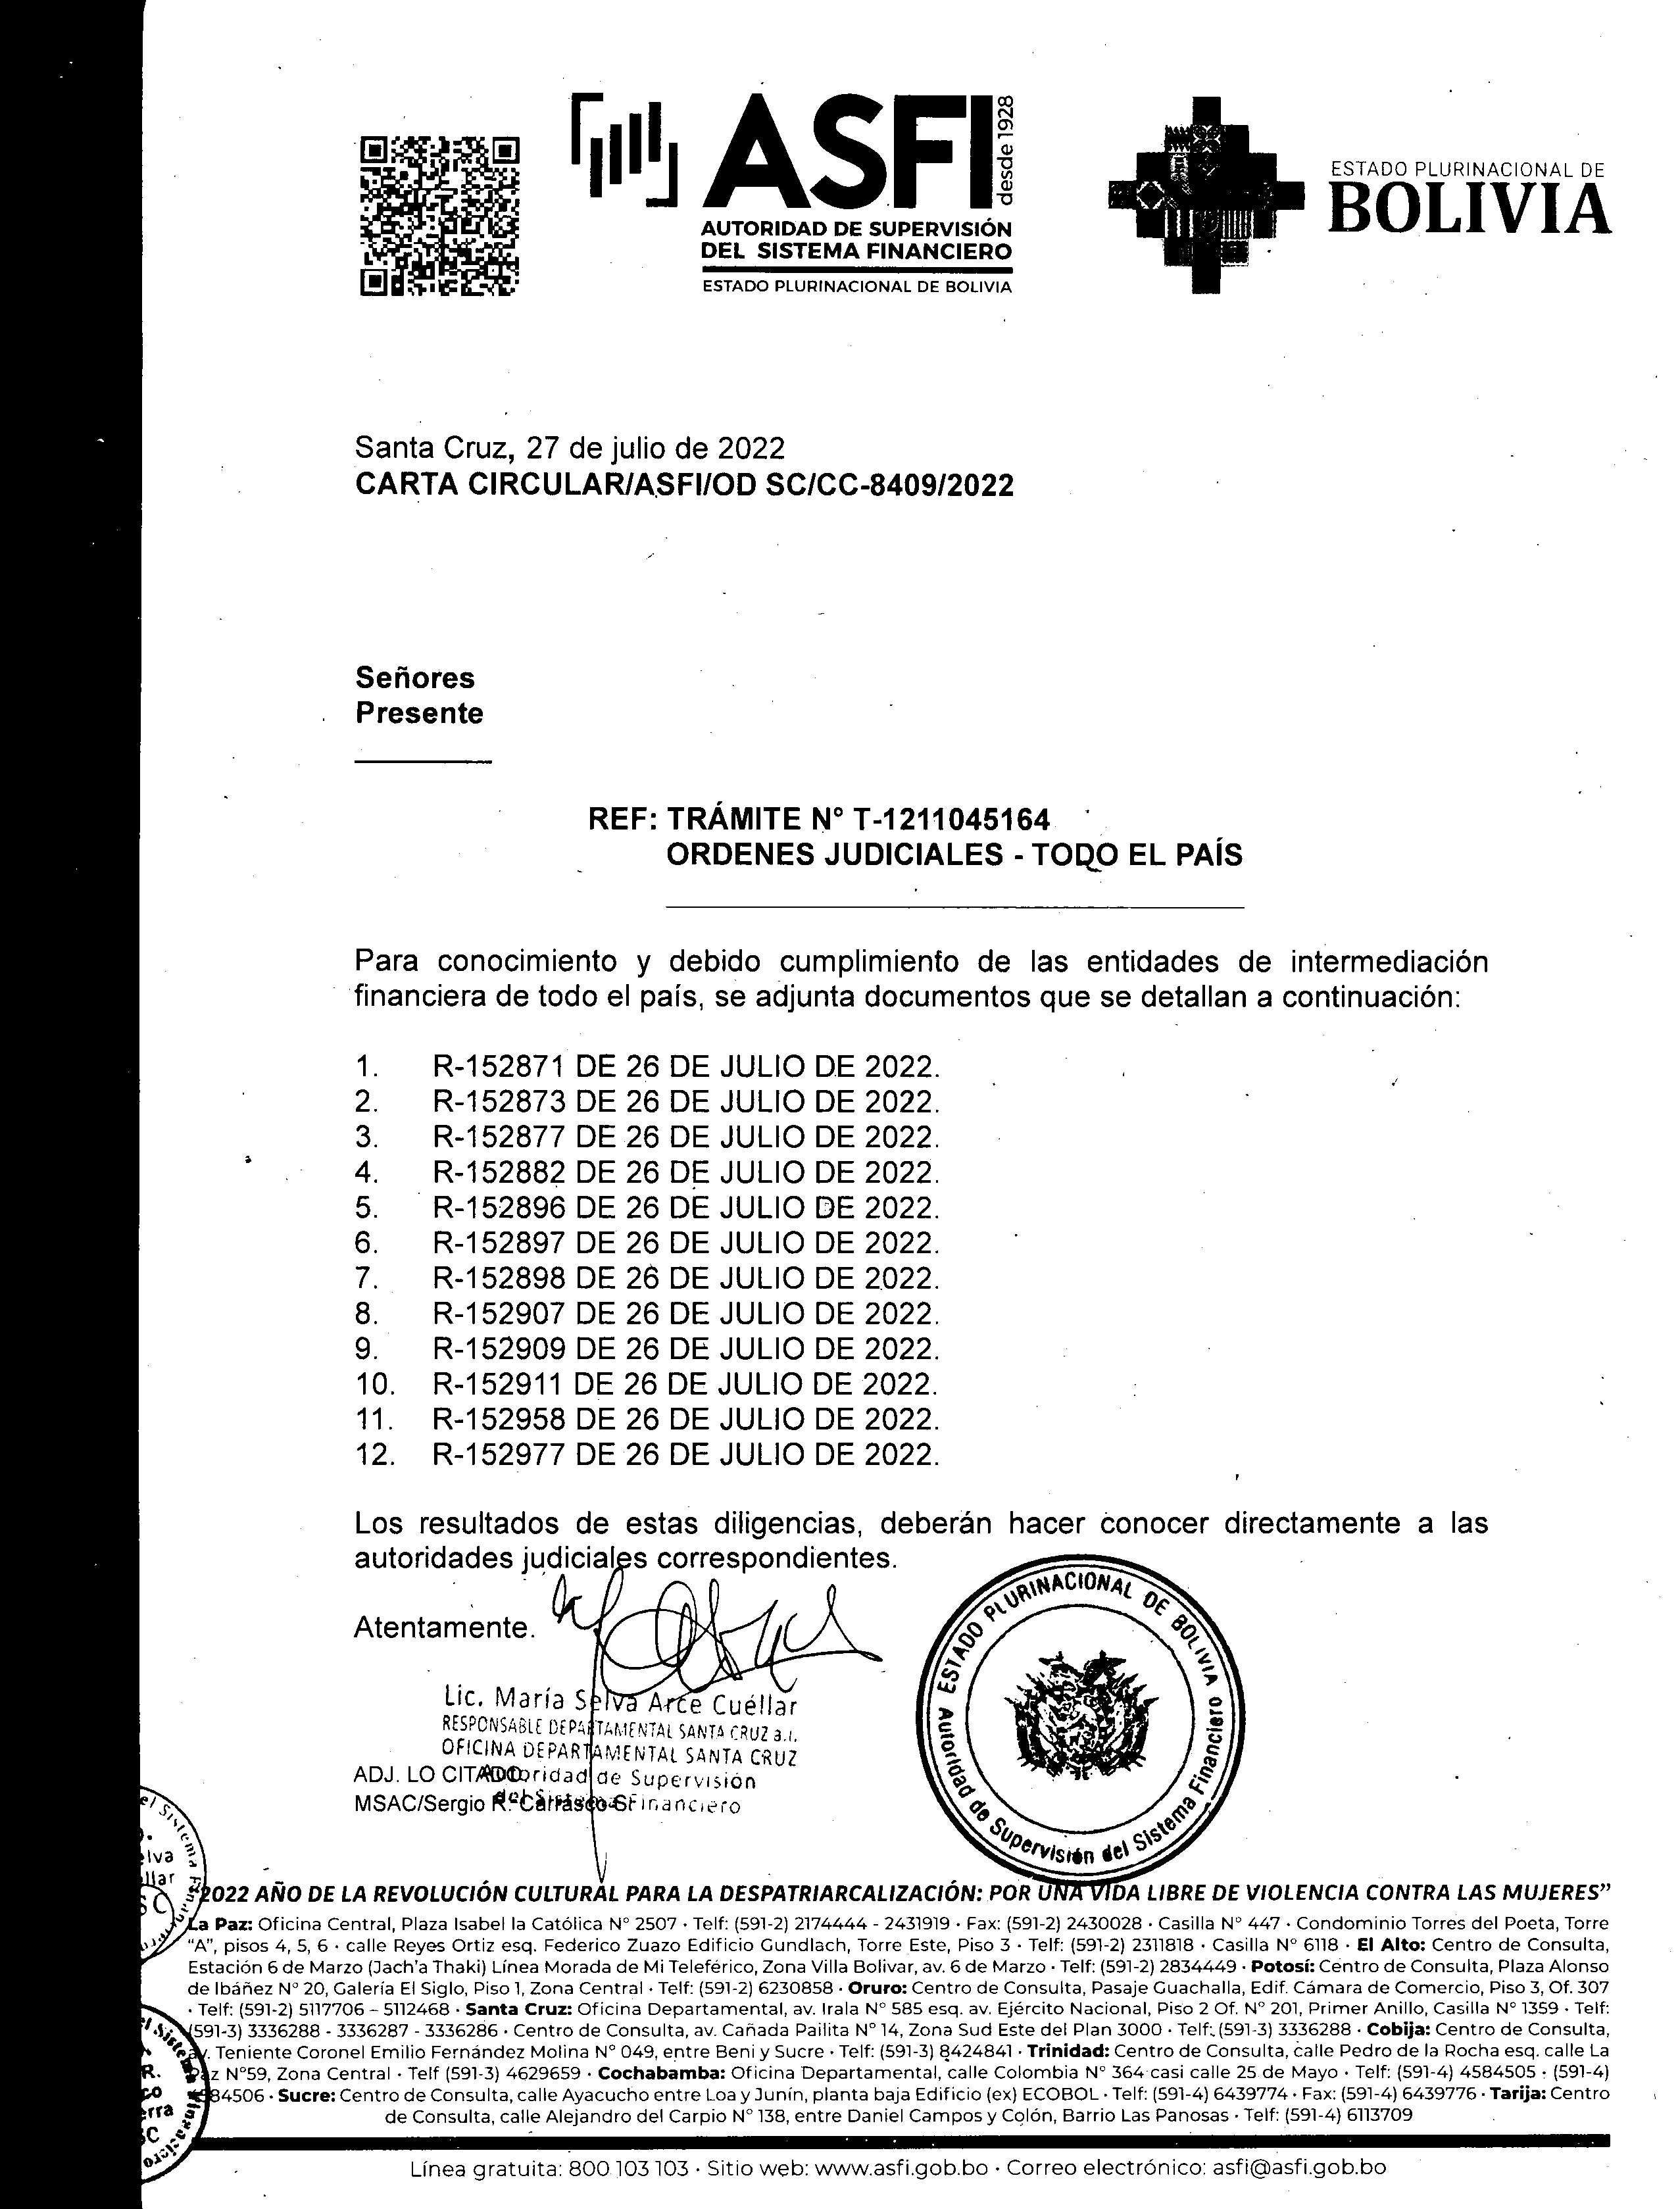 ASFI
desde 1928
AUTORIDAD DE SUPERVISIÓN
DEL SISTEMA FINANCIERO
ESTADO PLURINACIONAL DE BOLIVIA
ESTADO PLURINACIONAL DE
BOLIVIA
Santa Cruz, 27 de julio de 2022
CARTA CIRCULAR/ASFI/OD SC/CC-8409/2022
Señores
Presente
REF: TRÁMITE N° T-1211045164
ORDENES JUDICIALES - TODO EL PAÍS
Para conocimiento y debido cumplimiento de las entidades de intermediación
financiera de todo el país, se adjunta documentos que se detallan a continuación:
1. R-152871 DE 26 DE JULIO DE 2022.
2. R-152873 DE 26 DE JULIO DE 2022.
3. R-152877 DE 26 DE JULIO DE 2022.
4. R-152882 DE 26 DE JULIO DE 2022.
5. R-152896 DE 26 DE JULIO DE 2022.
6. R-152897 DE 26 DE JULIO DE 2022.
7. R-152898 DE 26 DE JULIO DE 2022.
8. R-152907 DE 26 DE JULIO DE 2022.
9. R-152909 DE 26 DE JULIO DE 2022.
10. R-152911 DE 26 DE JULIO DE 2022.
11. R-152958 DE 26 DE JULIO DE 2022.
12. R-152977 DE 26 DE JULIO DE 2022.
Los resultados de estas diligencias, deberán hacer conocer directamente a las
autoridades judiciales correspondientes.
Atentamente.
Lic. María Selva Arce Cuéllar
RESPONSABLE DEPARTAMENTAL SANTA CRUZ a.i.
OFICINA DEPARTAMENTAL SANTA CRUZ
Autoridad de Supervisión
del Sistema Financiero
ADJ. LO CITADO
MSAC/Sergio R. Carrasco S.
ESTADO PLURINACIONAL DE BOLIVIA
Autoridad de Supervisión del Sistema Financiero
"2022 AÑO DE LA REVOLUCIÓN CULTURAL PARA LA DESPATRIARCALIZACIÓN: POR UNA VIDA LIBRE DE VIOLENCIA CONTRA LAS MUJERES"
La Paz: Oficina Central, Plaza Isabel la Católica N° 2507 · Telf: (591-2) 2174444 - 2431919 · Fax: (591-2) 2430028 · Casilla N° 447 · Condominio Torres del Poeta, Torre
"A", pisos 4, 5, 6 · calle Reyes Ortiz esq. Federico Zuazo Edificio Gundlach, Torre Este, Piso 3 · Telf: (591-2) 2311818 · Casilla N° 6118 · El Alto: Centro de Consulta,
Estación 6 de Marzo (Jach'a Thaki) Línea Morada de Mi Teleférico, Zona Villa Bolivar, av. 6 de Marzo · Telf: (591-2) 2834449 · Potosí: Centro de Consulta, Plaza Alonso
de Ibáñez N° 20, Galería El Siglo, Piso 1, Zona Central · Telf: (591-2) 6230858 · Oruro: Centro de Consulta, Pasaje Guachalla, Edif. Cámara de Comercio, Piso 3, Of. 307
· Telf: (591-2) 5117706 – 5112468 · Santa Cruz: Oficina Departamental, av. Irala N° 585 esq. av. Ejército Nacional, Piso 2 Of. N° 201, Primer Anillo, Casilla N° 1359 · Telf:
(591-3) 3336288 - 3336287 - 3336286 · Centro de Consulta, av. Cañada Pailita N° 14, Zona Sud Este del Plan 3000 · Telf: (591-3) 3336288 · Cobija: Centro de Consulta,
Teniente Coronel Emilio Fernández Molina N° 049, entre Beni y Sucre · Telf: (591-3) 8424841 · Trinidad: Centro de Consulta, calle Pedro de la Rocha esq. calle La
Paz N°59, Zona Central · Telf (591-3) 4629659 · Cochabamba: Oficina Departamental, calle Colombia N° 364 casi calle 25 de Mayo · Telf: (591-4) 4584505 · (591-4)
4584506 · Sucre: Centro de Consulta, calle Ayacucho entre Loa y Junín, planta baja Edificio (ex) ECOBOL · Telf: (591-4) 6439774 · Fax: (591-4) 6439776 · Tarija: Centro
de Consulta, calle Alejandro del Carpio N° 138, entre Daniel Campos y Colón, Barrio Las Panosas · Telf: (591-4) 6113709
Línea gratuita: 800 103 103 · Sitio web: www.asfi.gob.bo · Correo electrónico: asfi@asfi.gob.bo